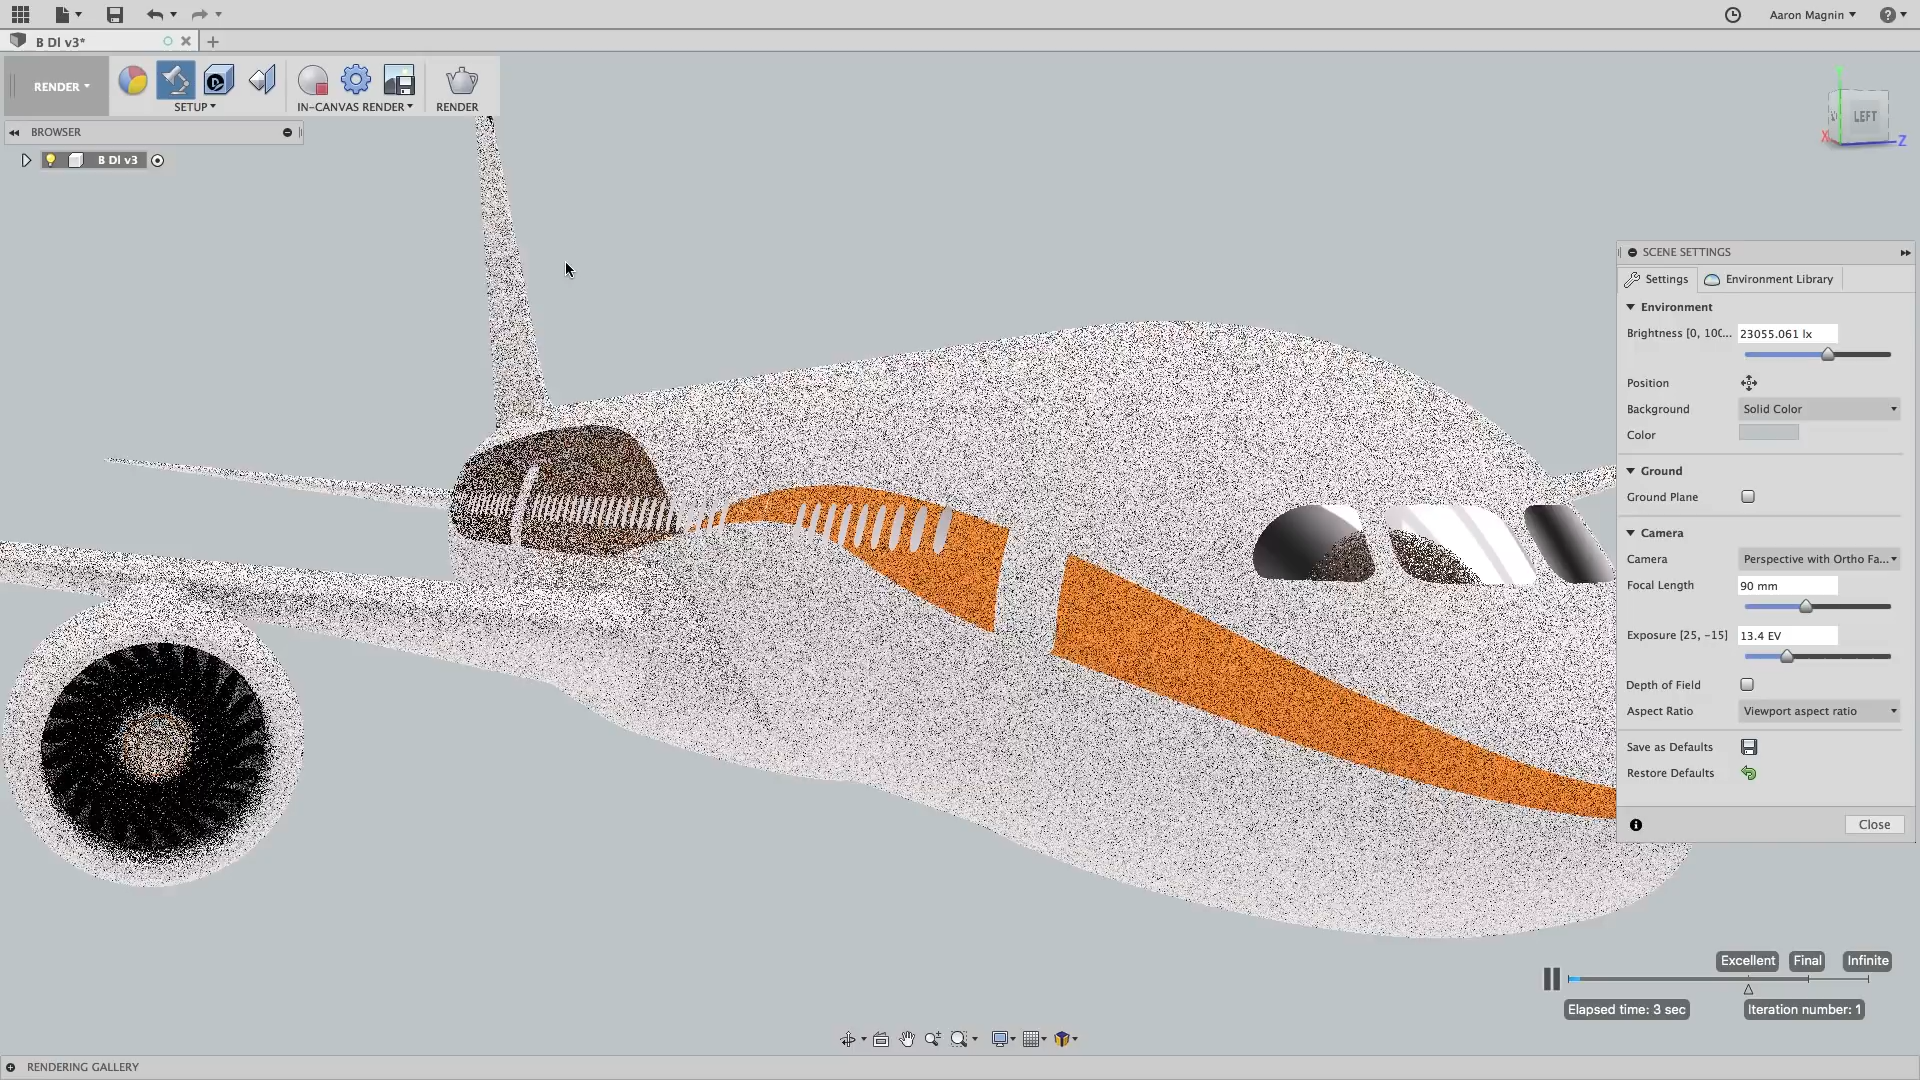 Aaron Magnin
B Dl v3*
RENDER
SETUP
IN-CANVAS RENDER
RENDER
BROWSER
B Dl v3
LEFT
X
Z
SCENE SETTINGS
Settings
Environment Library
Environment
Brightness [0, 100... 23055.061 lx
Position
Background Solid Color
Color
Ground
Ground Plane
Camera
Camera Perspective with Ortho Fa...
Focal Length 90 mm
Exposure [25, -15] 13.4 EV
Depth of Field
Aspect Ratio Viewport aspect ratio
Save as Defaults
Restore Defaults
Close
Excellent Final Infinite
Elapsed time: 3 sec Iteration number: 1
RENDERING GALLERY